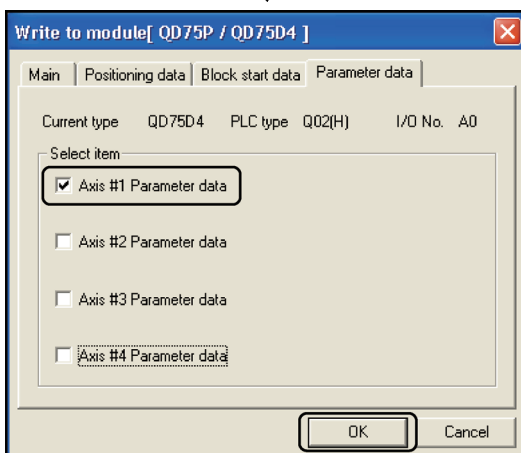 Write to module[ QD75P / QD75D4 ]
Main Positioning data Block start data Parameter data
Current type QD75D4 PLC type Q02(H) I/O No. A0
Select item
Axis #1 Parameter data
Axis #2 Parameter data
Axis #3 Parameter data
Axis #4 Parameter data
OK Cancel